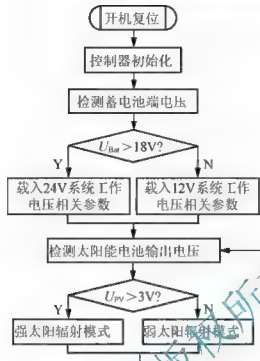 开机复位
控制器初始化
检测蓄电池端电压
U_Bat>18V?
Y
N
载入24V系统工作
电压相关参数
载入12V系统工作
电压相关参数
检测太阳能电池输出电压
U_PV>3V?
Y
N
强太阳辐射模式
弱太阳辐射模式
版权所